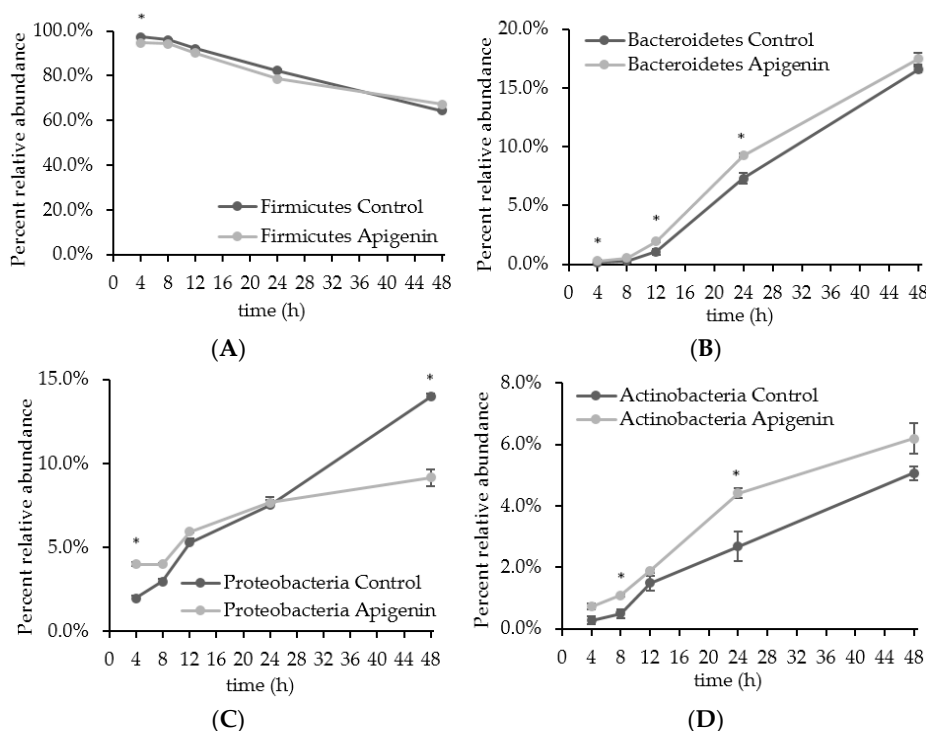 *
100.0%
80.0%
60.0%
40.0%
20.0%
0.0%
Percent relative abundance
Firmicutes Control
Firmicutes Apigenin
0 4 8 12 16 20 24 28 32 36 40 44 48
time (h)
(A)
20.0%
15.0%
10.0%
5.0%
0.0%
Percent relative abundance
Bacteroidetes Control
Bacteroidetes Apigenin
*
*
*
0 4 8 12 16 20 24 28 32 36 40 44 48
time (h)
(B)
15.0%
10.0%
5.0%
0.0%
Percent relative abundance
*
*
Proteobacteria Control
Proteobacteria Apigenin
0 4 8 12 16 20 24 28 32 36 40 44 48
time (h)
(C)
8.0%
6.0%
4.0%
2.0%
0.0%
Percent relative abundance
Actinobacteria Control
Actinobacteria Apigenin
*
*
0 4 8 12 16 20 24 28 32 36 40 44 48
time (h)
(D)